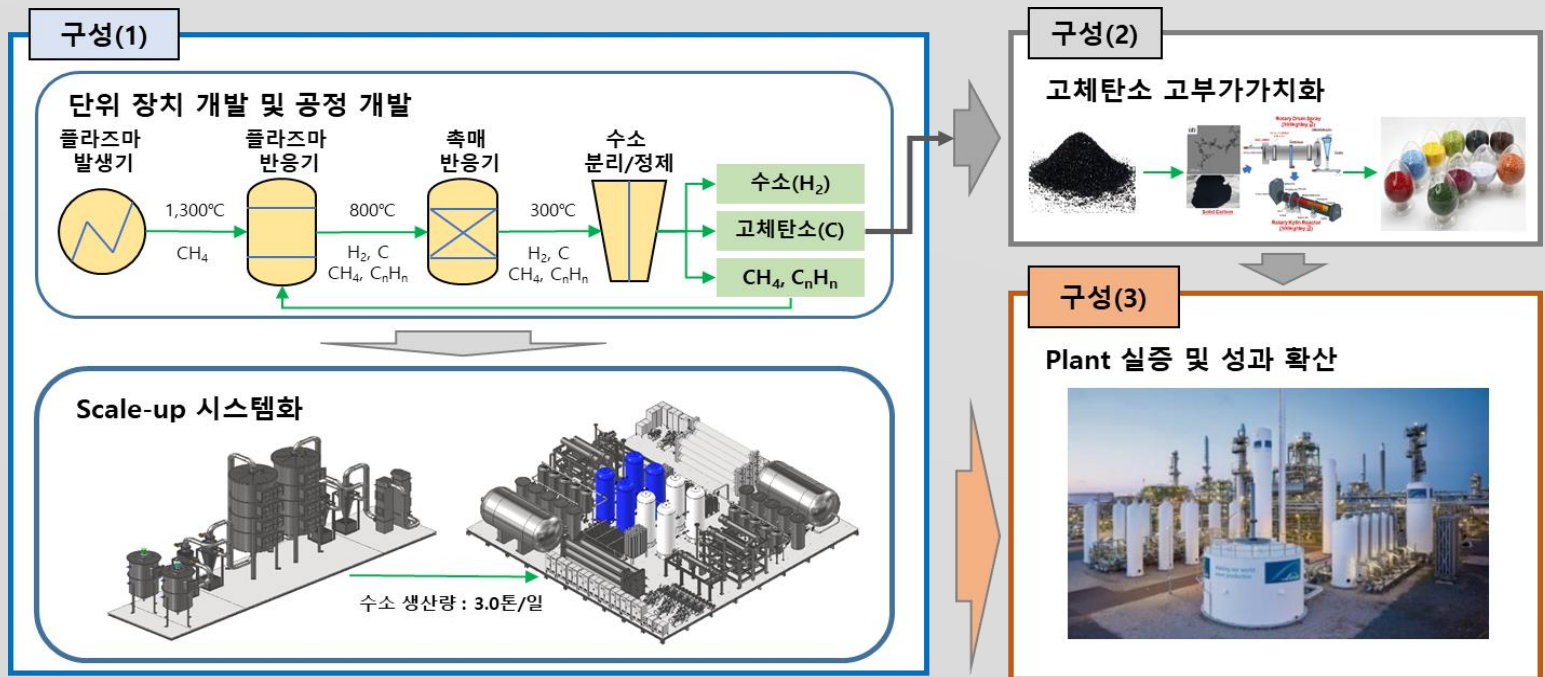 구성(1)
단위 장치 개발 및 공정 개발
플라즈마
발생기
플라즈마
반응기
촉매
반응기
수소
분리/정제
1,300℃
CH₄
800℃
H₂, C
CH₄, CₙHₙ
300℃
H₂, C
CH₄, CₙHₙ
수소(H₂)
고체탄소(C)
CH₄, CₙHₙ
Scale-up 시스템화
수소 생산량 : 3.0톤/일
구성(2)
고체탄소 고부가가치화
Rotary Drum Spray
Solid Carbon
구성(3)
Plant 실증 및 성과 확산